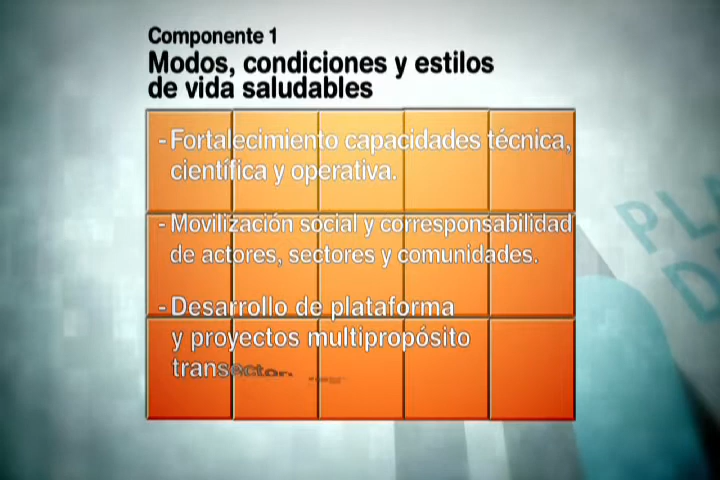 Componente 1
Modos, condiciones y estilos
de vida saludables
- Fortalecimiento capacidades técnica,
científica y operativa.
- Movilización social y corresponsabilidad
de actores, sectores y comunidades.
- Desarrollo de plataforma
y proyectos multipropósito